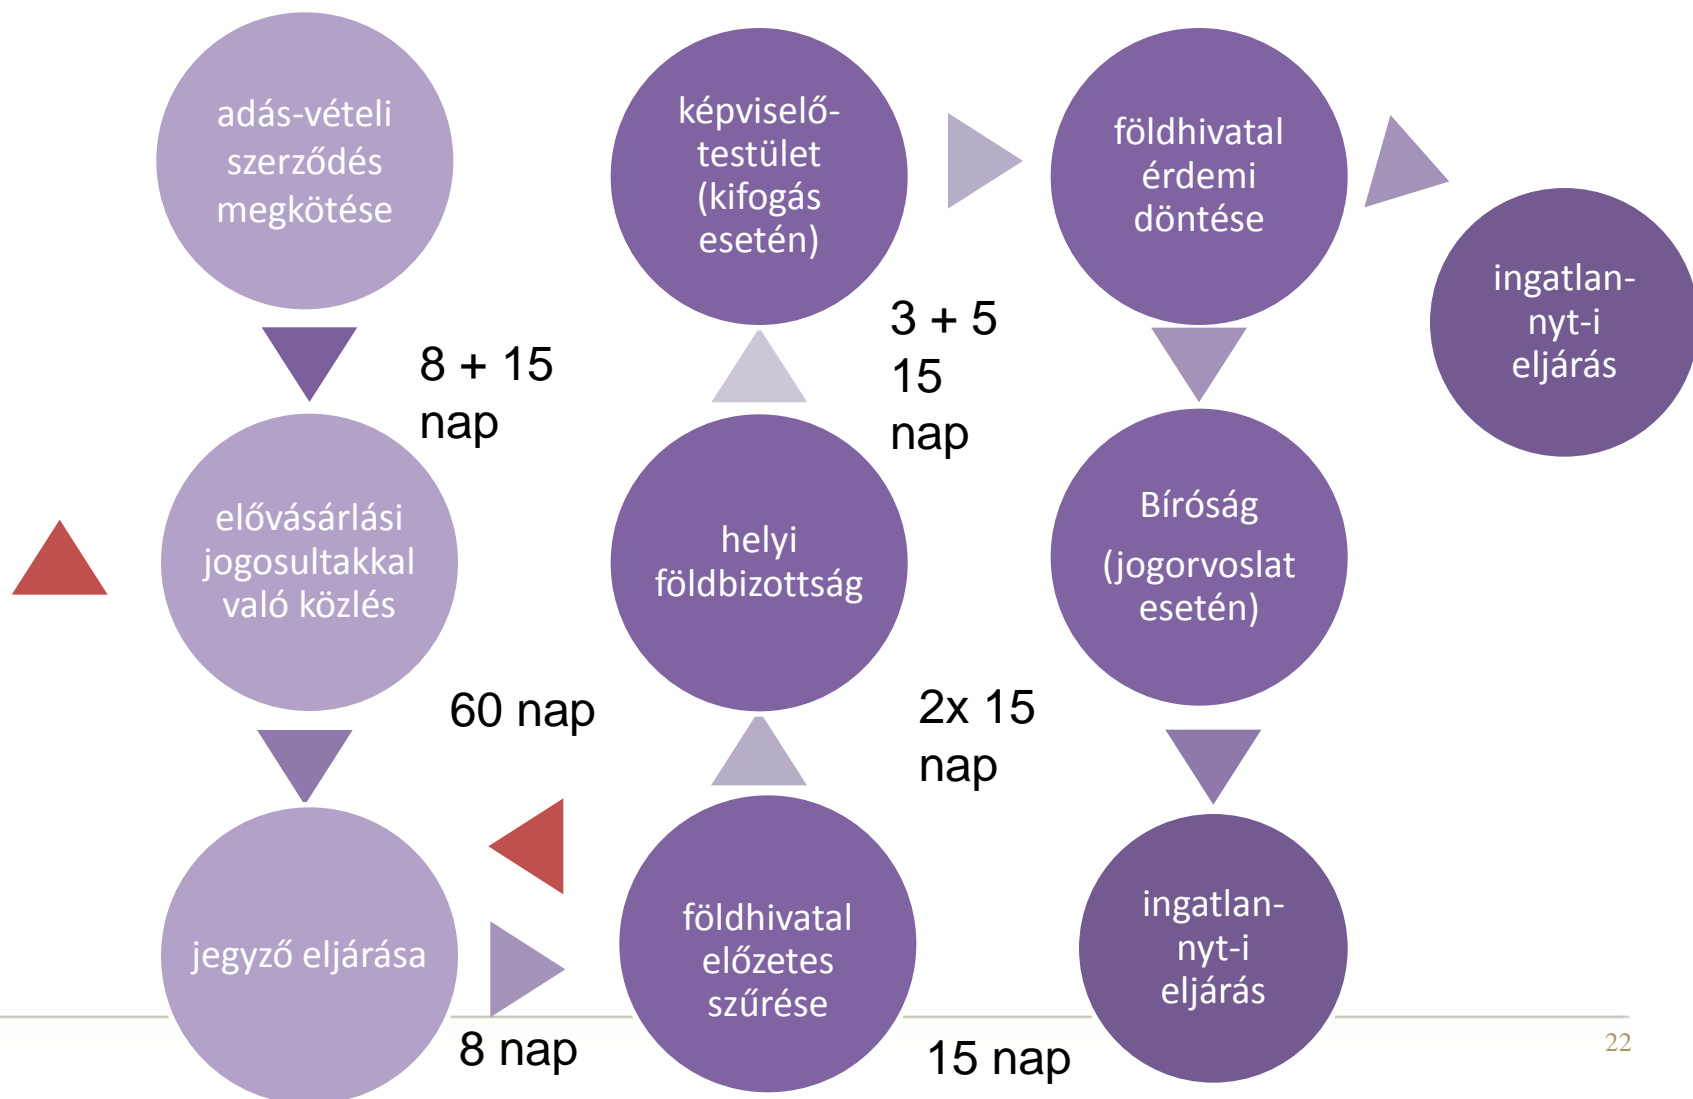 adás-vételi
szerződés
megkötése
8 + 15
nap
elővásárlási
jogosultakkal
való közlés
60 nap
jegyző eljárása
8 nap
földhivatal
előzetes
szűrése
15 nap
helyi
földbizottság
2x 15
nap
képviselő-
testület
(kifogás
esetén)
3 + 5
15
nap
földhivatal
érdemi
döntése
Bíróság
(jogorvoslat
esetén)
ingatlan-
nyt-i
eljárás
ingatlan-
nyt-i
eljárás
22